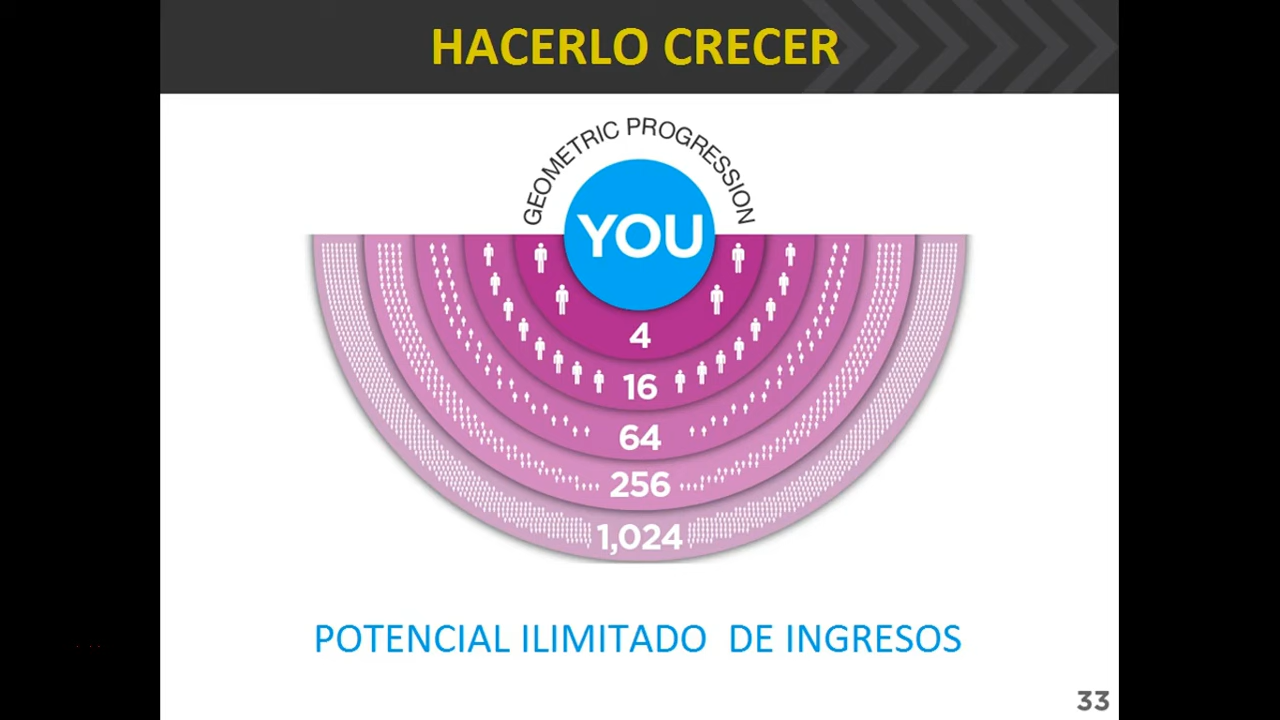 HACERLO CRECER
GEOMETRIC PROGRESSION
YOU
4
16
64
256
1,024
POTENCIAL ILIMITADO DE INGRESOS
33